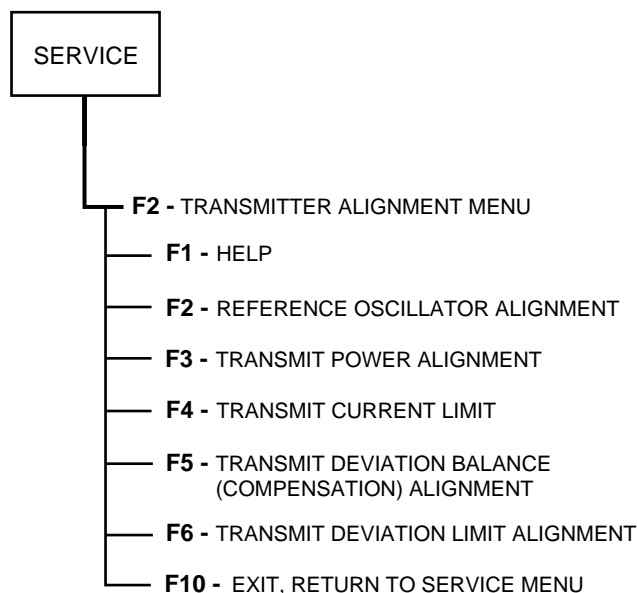 SERVICE
F2 - TRANSMITTER ALIGNMENT MENU
F1 - HELP
F2 - REFERENCE OSCILLATOR ALIGNMENT
F3 - TRANSMIT POWER ALIGNMENT
F4 - TRANSMIT CURRENT LIMIT
F5 - TRANSMIT DEVIATION BALANCE
(COMPENSATION) ALIGNMENT
F6 - TRANSMIT DEVIATION LIMIT ALIGNMENT
F10 - EXIT, RETURN TO SERVICE MENU